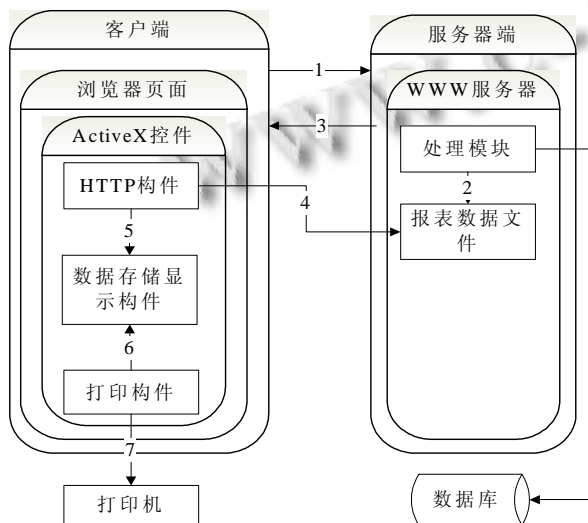 客户端
服务器端
1
浏览器页面
WWW服务器
3
ActiveX控件
处理模块
HTTP构件
2
4
5
报表数据文
件
数据存储显
示构件
6
打印构件
7
打印机
数据库